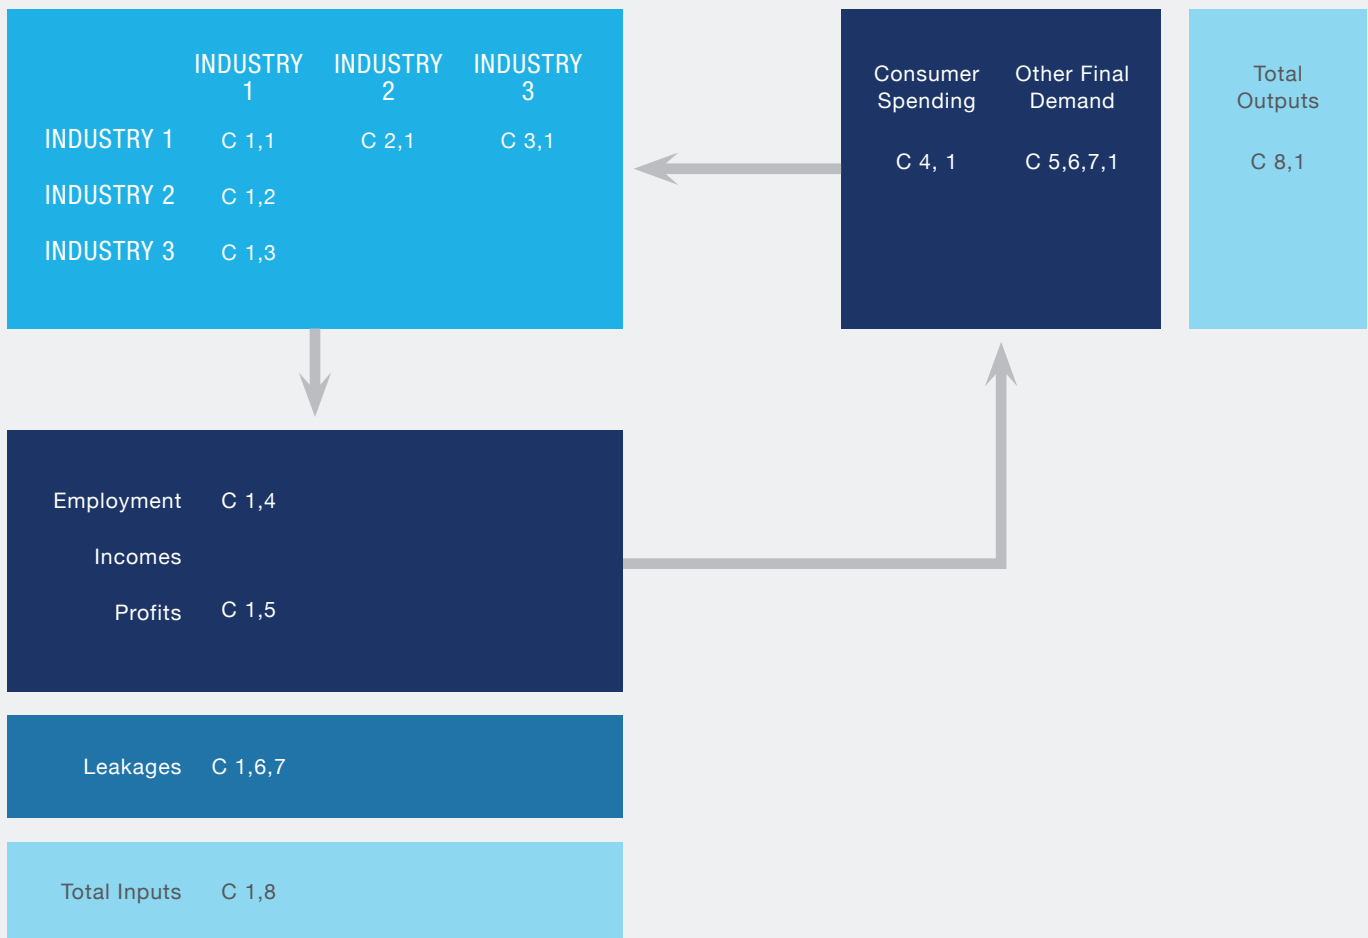 INDUSTRY 1 INDUSTRY 2 INDUSTRY 3
INDUSTRY 1 C 1,1 C 2,1 C 3,1
INDUSTRY 2 C 1,2
INDUSTRY 3 C 1,3
Consumer Spending Other Final Demand
C 4, 1 C 5,6,7,1
Total
Outputs
C 8,1
Employment C 1,4
Incomes
Profits C 1,5
Leakages C 1,6,7
Total Inputs C 1,8